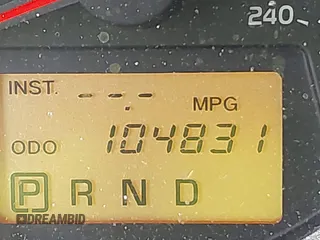 240
INST. --.- MPG
ODO 104831
P R N D
DREAMBID